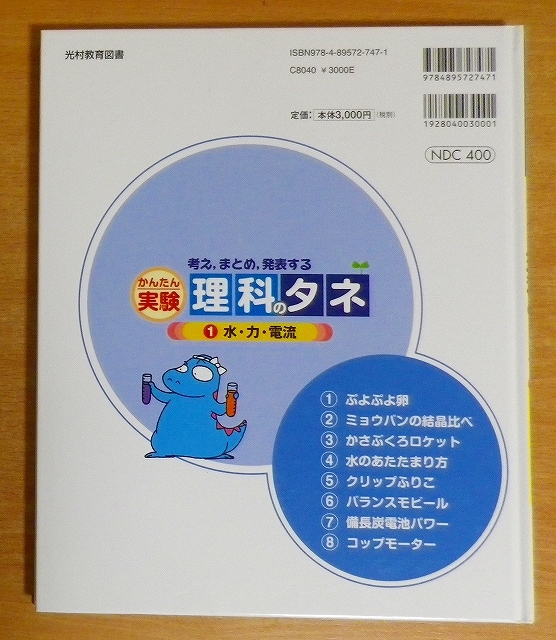 光村教育図書
ISBN978-4-89572-747-1
C8040 ¥3000E
9784895727471
定価：本体3,000円（税別）
1928040030001
NDC 400
考え，まとめ，発表する
かんたん
実験
理科のタネ
1 水・力・電流
① ぶよぶよ卵
② ミョウバンの結晶比べ
③ かさぶくろロケット
④ 水のあたたまり方
⑤ クリップふりこ
⑥ バランスモビール
⑦ 備長炭電池パワー
⑧ コップモーター